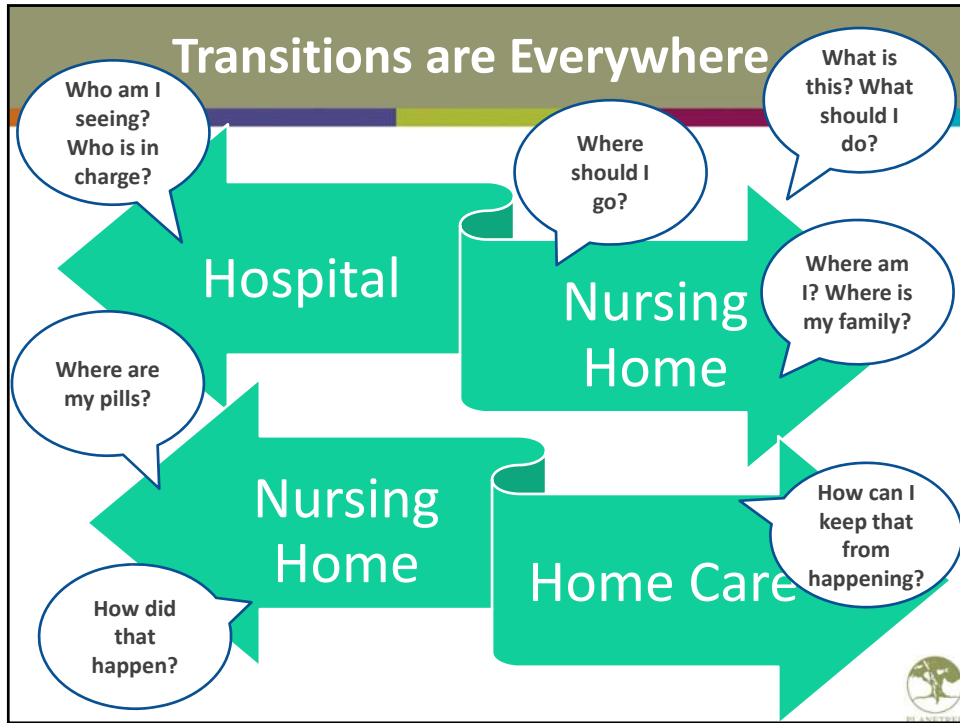 Transitions are Everywhere
Who am I
seeing?
Who is in
charge?
What is
this? What
should I
do?
Where
should I
go?
Hospital
Nursing
Home
Where am
I? Where is
my family?
Where are
my pills?
Nursing
Home
How can I
keep that
from
happening?
Home Care
How did
that
happen?
PLANETREE